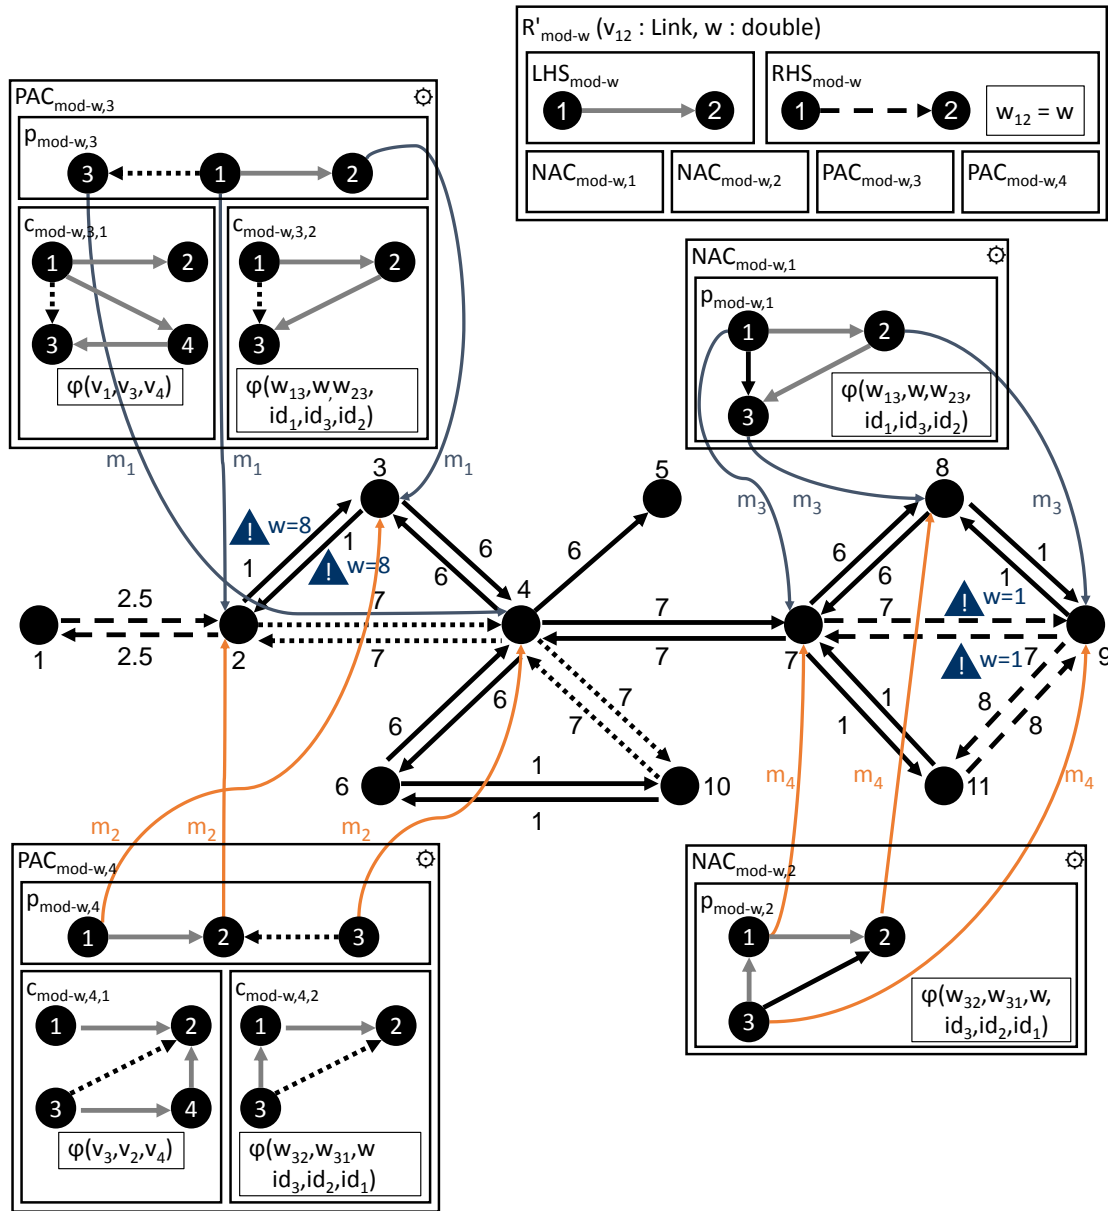 R'mod-w (v12 : Link, w : double)
LHSmod-w
1 2
RHSmod-w
1 2
w12 = w
NACmod-w,1
NACmod-w,2
PACmod-w,3
PACmod-w,4
PACmod-w,3
pmod-w,3
3 1 2
cmod-w,3,1
1 2
3 4
φ(v1,v3,v4)
cmod-w,3,2
1 2
3
φ(w13,w,w23,
id1,id3,id2)
NACmod-w,1
pmod-w,1
1 2
3
φ(w13,w,w23,
id1,id3,id2)
m1 m1 m1
m3 m3 m3
3 5 8
! w=8
! w=8
1 1
6 6
6
6 6
1 1
2.5
2.5
7
7
7
7
7
! w=1
! w=1
7
1 2 4 7 9
6 6
7 7
1 1
8 8
6 10 11
1
1
m2 m2 m2
m4 m4 m4
PACmod-w,4
pmod-w,4
1 2 3
cmod-w,4,1
1 2
3 4
φ(v3,v2,v4)
cmod-w,4,2
1 2
3
φ(w32,w31,w
id3,id2,id1)
NACmod-w,2
pmod-w,2
1 2
3
φ(w32,w31,w,
id3,id2,id1)